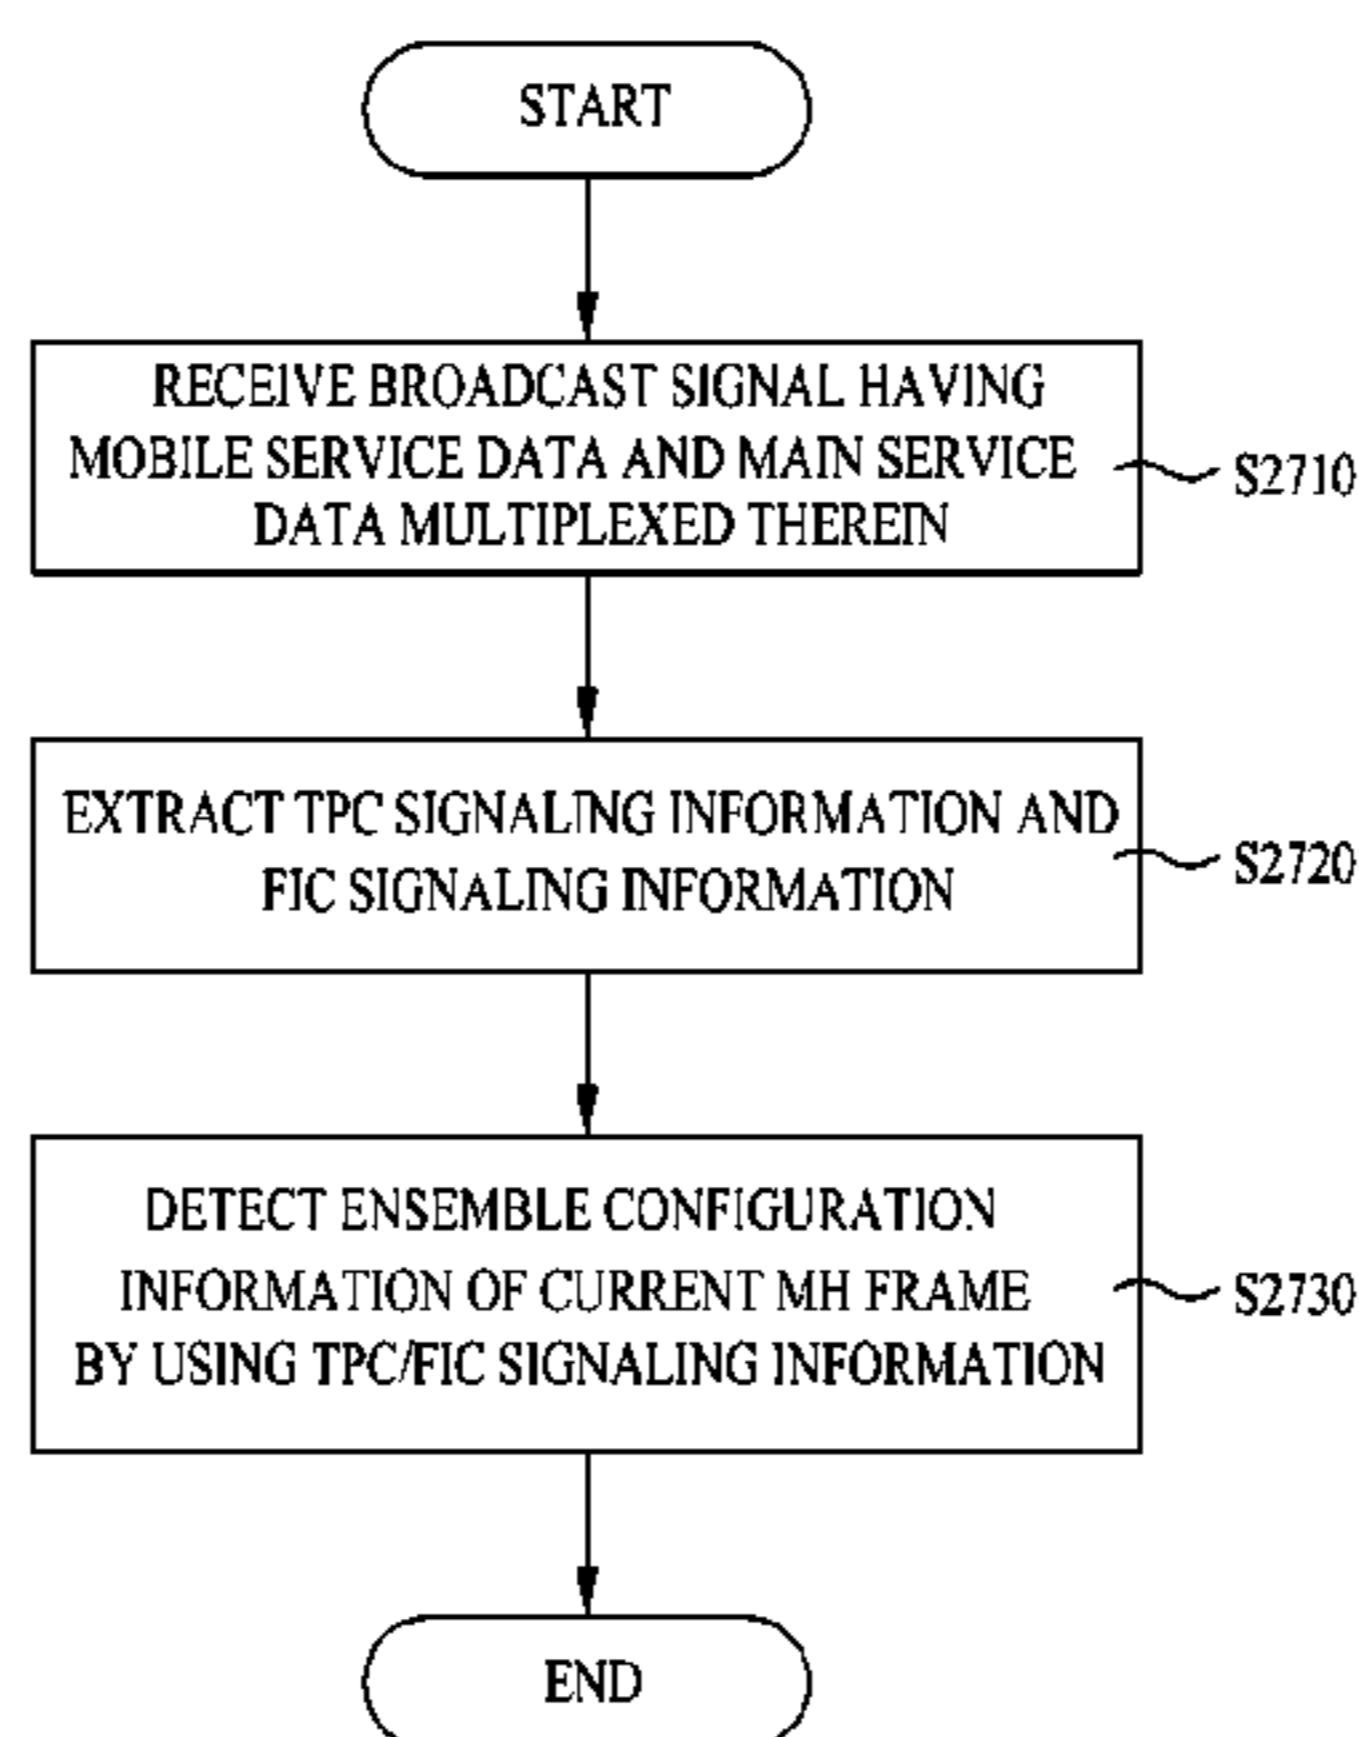 START
RECEIVE BROADCAST SIGNAL HAVING
MOBILE SERVICE DATA AND MAIN SERVICE
DATA MULTIPLEXED THEREIN
S2710
EXTRACT TPC SIGNALING INFORMATION AND
FIC SIGNALING INFORMATION
S2720
DETECT ENSEMBLE CONFIGURATION
INFORMATION OF CURRENT MH FRAME
BY USING TPC/FIC SIGNALING INFORMATION
S2730
END